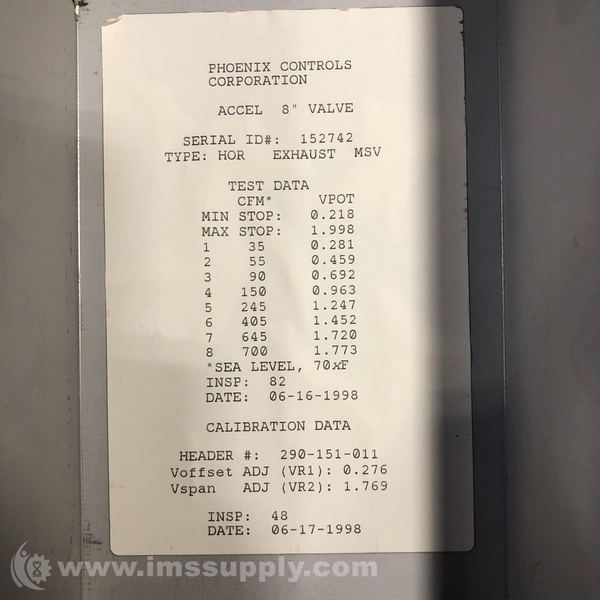 PHOENIX CONTROLS
CORPORATION
ACCEL 8" VALVE
SERIAL ID#: 152742
TYPE: HOR EXHAUST MSV
TEST DATA
CFM* VPOT
MIN STOP: 0.218
MAX STOP: 1.998
1 35 0.281
2 55 0.459
3 90 0.692
4 150 0.963
5 245 1.247
6 405 1.452
7 645 1.720
8 700 1.773
*SEA LEVEL, 70xF
INSP: 82
DATE: 06-16-1998
CALIBRATION DATA
HEADER #: 290-151-011
Voffset ADJ (VR1): 0.276
Vspan ADJ (VR2): 1.769
INSP: 48
DATE: 06-17-1998
www.imssupply.com